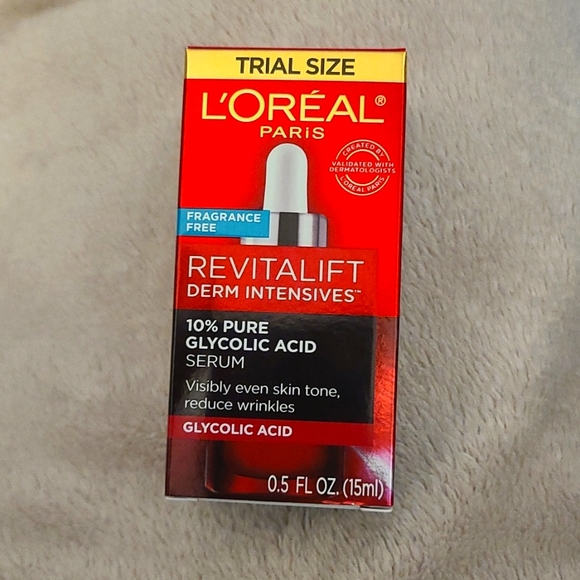 TRIAL SIZE
L'ORÉAL®
PARIS
CREATED BY
VALIDATED WITH
DERMATOLOGISTS
L'ORÉAL PARIS
FRAGRANCE
FREE
REVITALIFT
DERM INTENSIVES™
10% PURE
GLYCOLIC ACID
SERUM
Visibly even skin tone,
reduce wrinkles
GLYCOLIC ACID
0.5 FL OZ. (15ml)